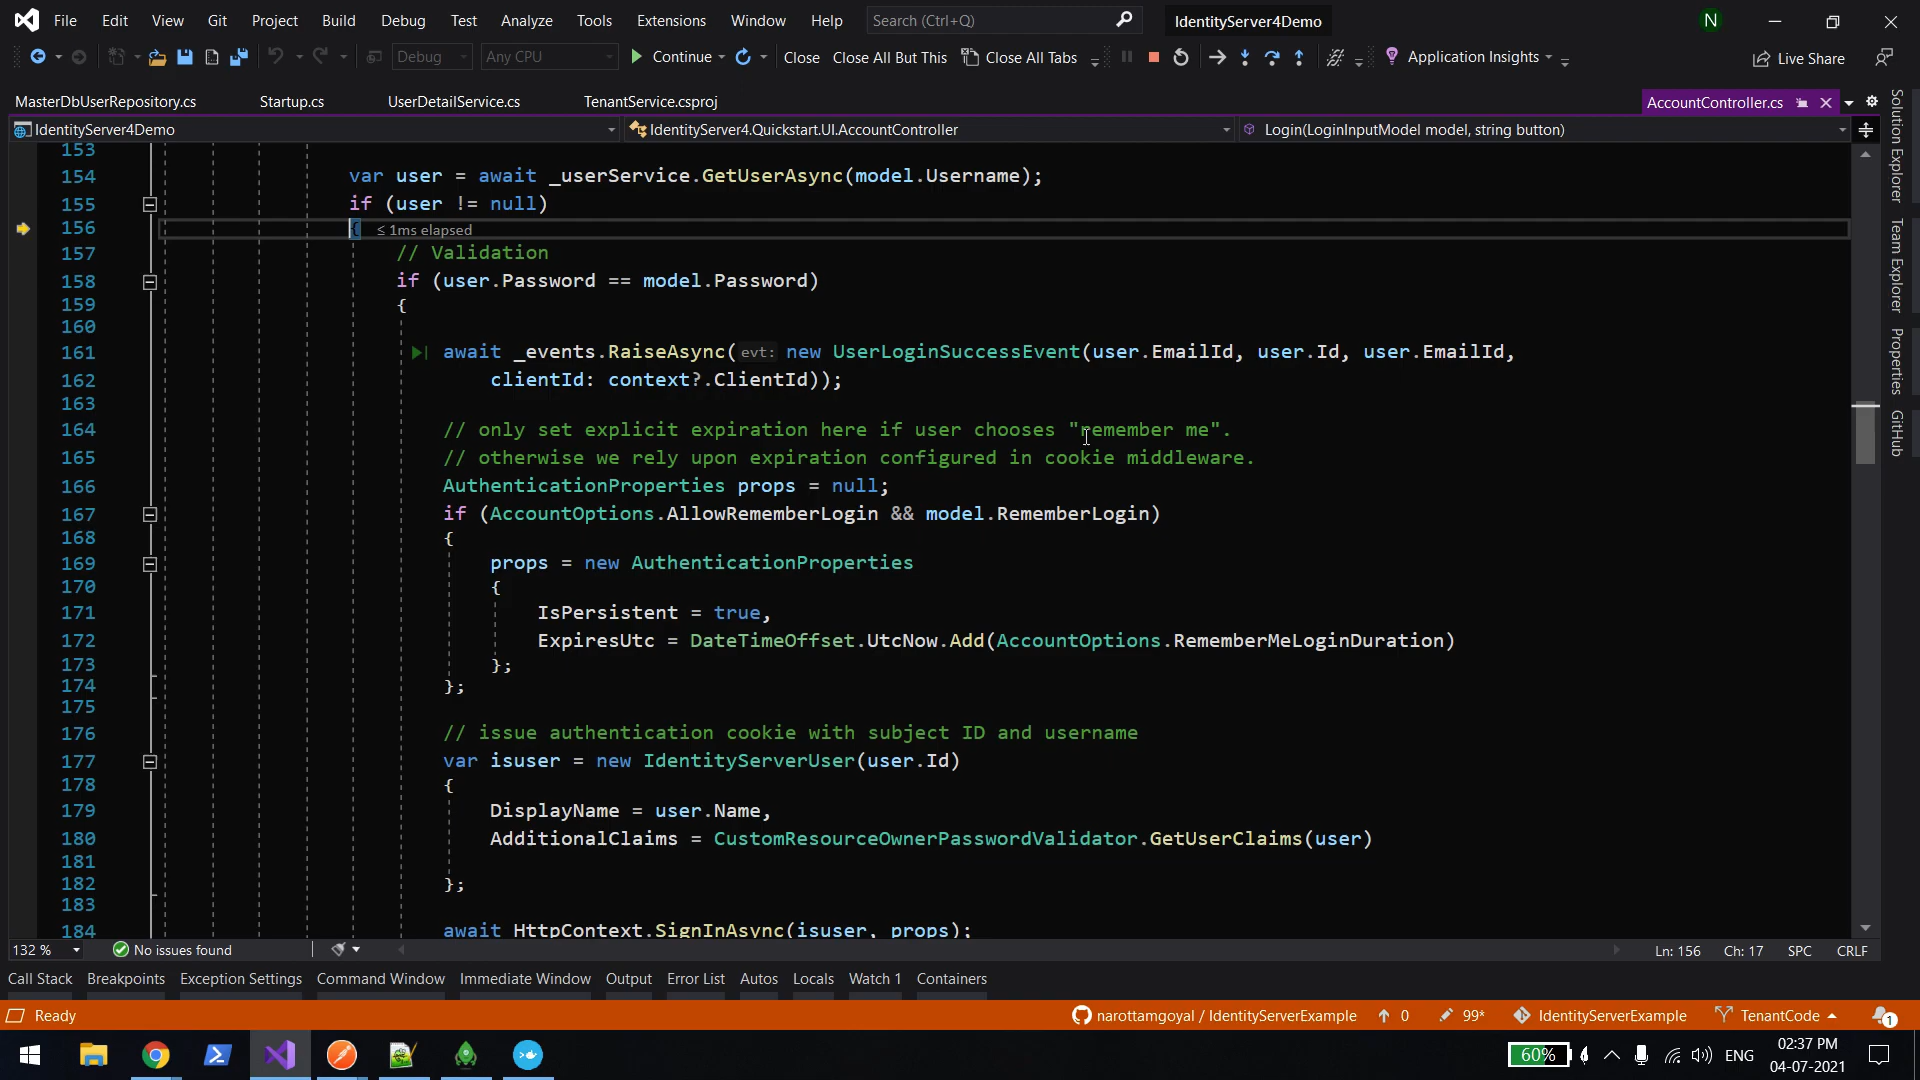 File Edit View Git Project Build Debug Test Analyze Tools Extensions Window Help Search (Ctrl+Q) IdentityServer4Demo N
Debug Any CPU Continue Close Close All But This Close All Tabs Application Insights Live Share
MasterDbUserRepository.cs Startup.cs UserDetailService.cs TenantService.csproj AccountController.cs
IdentityServer4Demo IdentityServer4.Quickstart.UI.AccountController Login(LoginInputModel model, string button)
153
154 var user = await _userService.GetUserAsync(model.Username);
155 if (user != null)
156 { ≤ 1ms elapsed
157 // Validation
158 if (user.Password == model.Password)
159 {
160
161 await _events.RaiseAsync(evt: new UserLoginSuccessEvent(user.EmailId, user.Id, user.EmailId,
162 clientId: context?.ClientId));
163
164 // only set explicit expiration here if user chooses "remember me".
165 // otherwise we rely upon expiration configured in cookie middleware.
166 AuthenticationProperties props = null;
167 if (AccountOptions.AllowRememberLogin && model.RememberLogin)
168 {
169 props = new AuthenticationProperties
170 {
171 IsPersistent = true,
172 ExpiresUtc = DateTimeOffset.UtcNow.Add(AccountOptions.RememberMeLoginDuration)
173 };
174 };
175
176 // issue authentication cookie with subject ID and username
177 var isuser = new IdentityServerUser(user.Id)
178 {
179 DisplayName = user.Name,
180 AdditionalClaims = CustomResourceOwnerPasswordValidator.GetUserClaims(user)
181
182 };
183
184 await HttpContext.SignInAsync(isuser, props);
Solution Explorer
Team Explorer
Properties
GitHub
132 % No issues found Ln: 156 Ch: 17 SPC CRLF
Call Stack Breakpoints Exception Settings Command Window Immediate Window Output Error List Autos Locals Watch 1 Containers
Ready narottamgoyal / IdentityServerExample 0 99* IdentityServerExample TenantCode 1
60% ENG 02:37 PM
04-07-2021